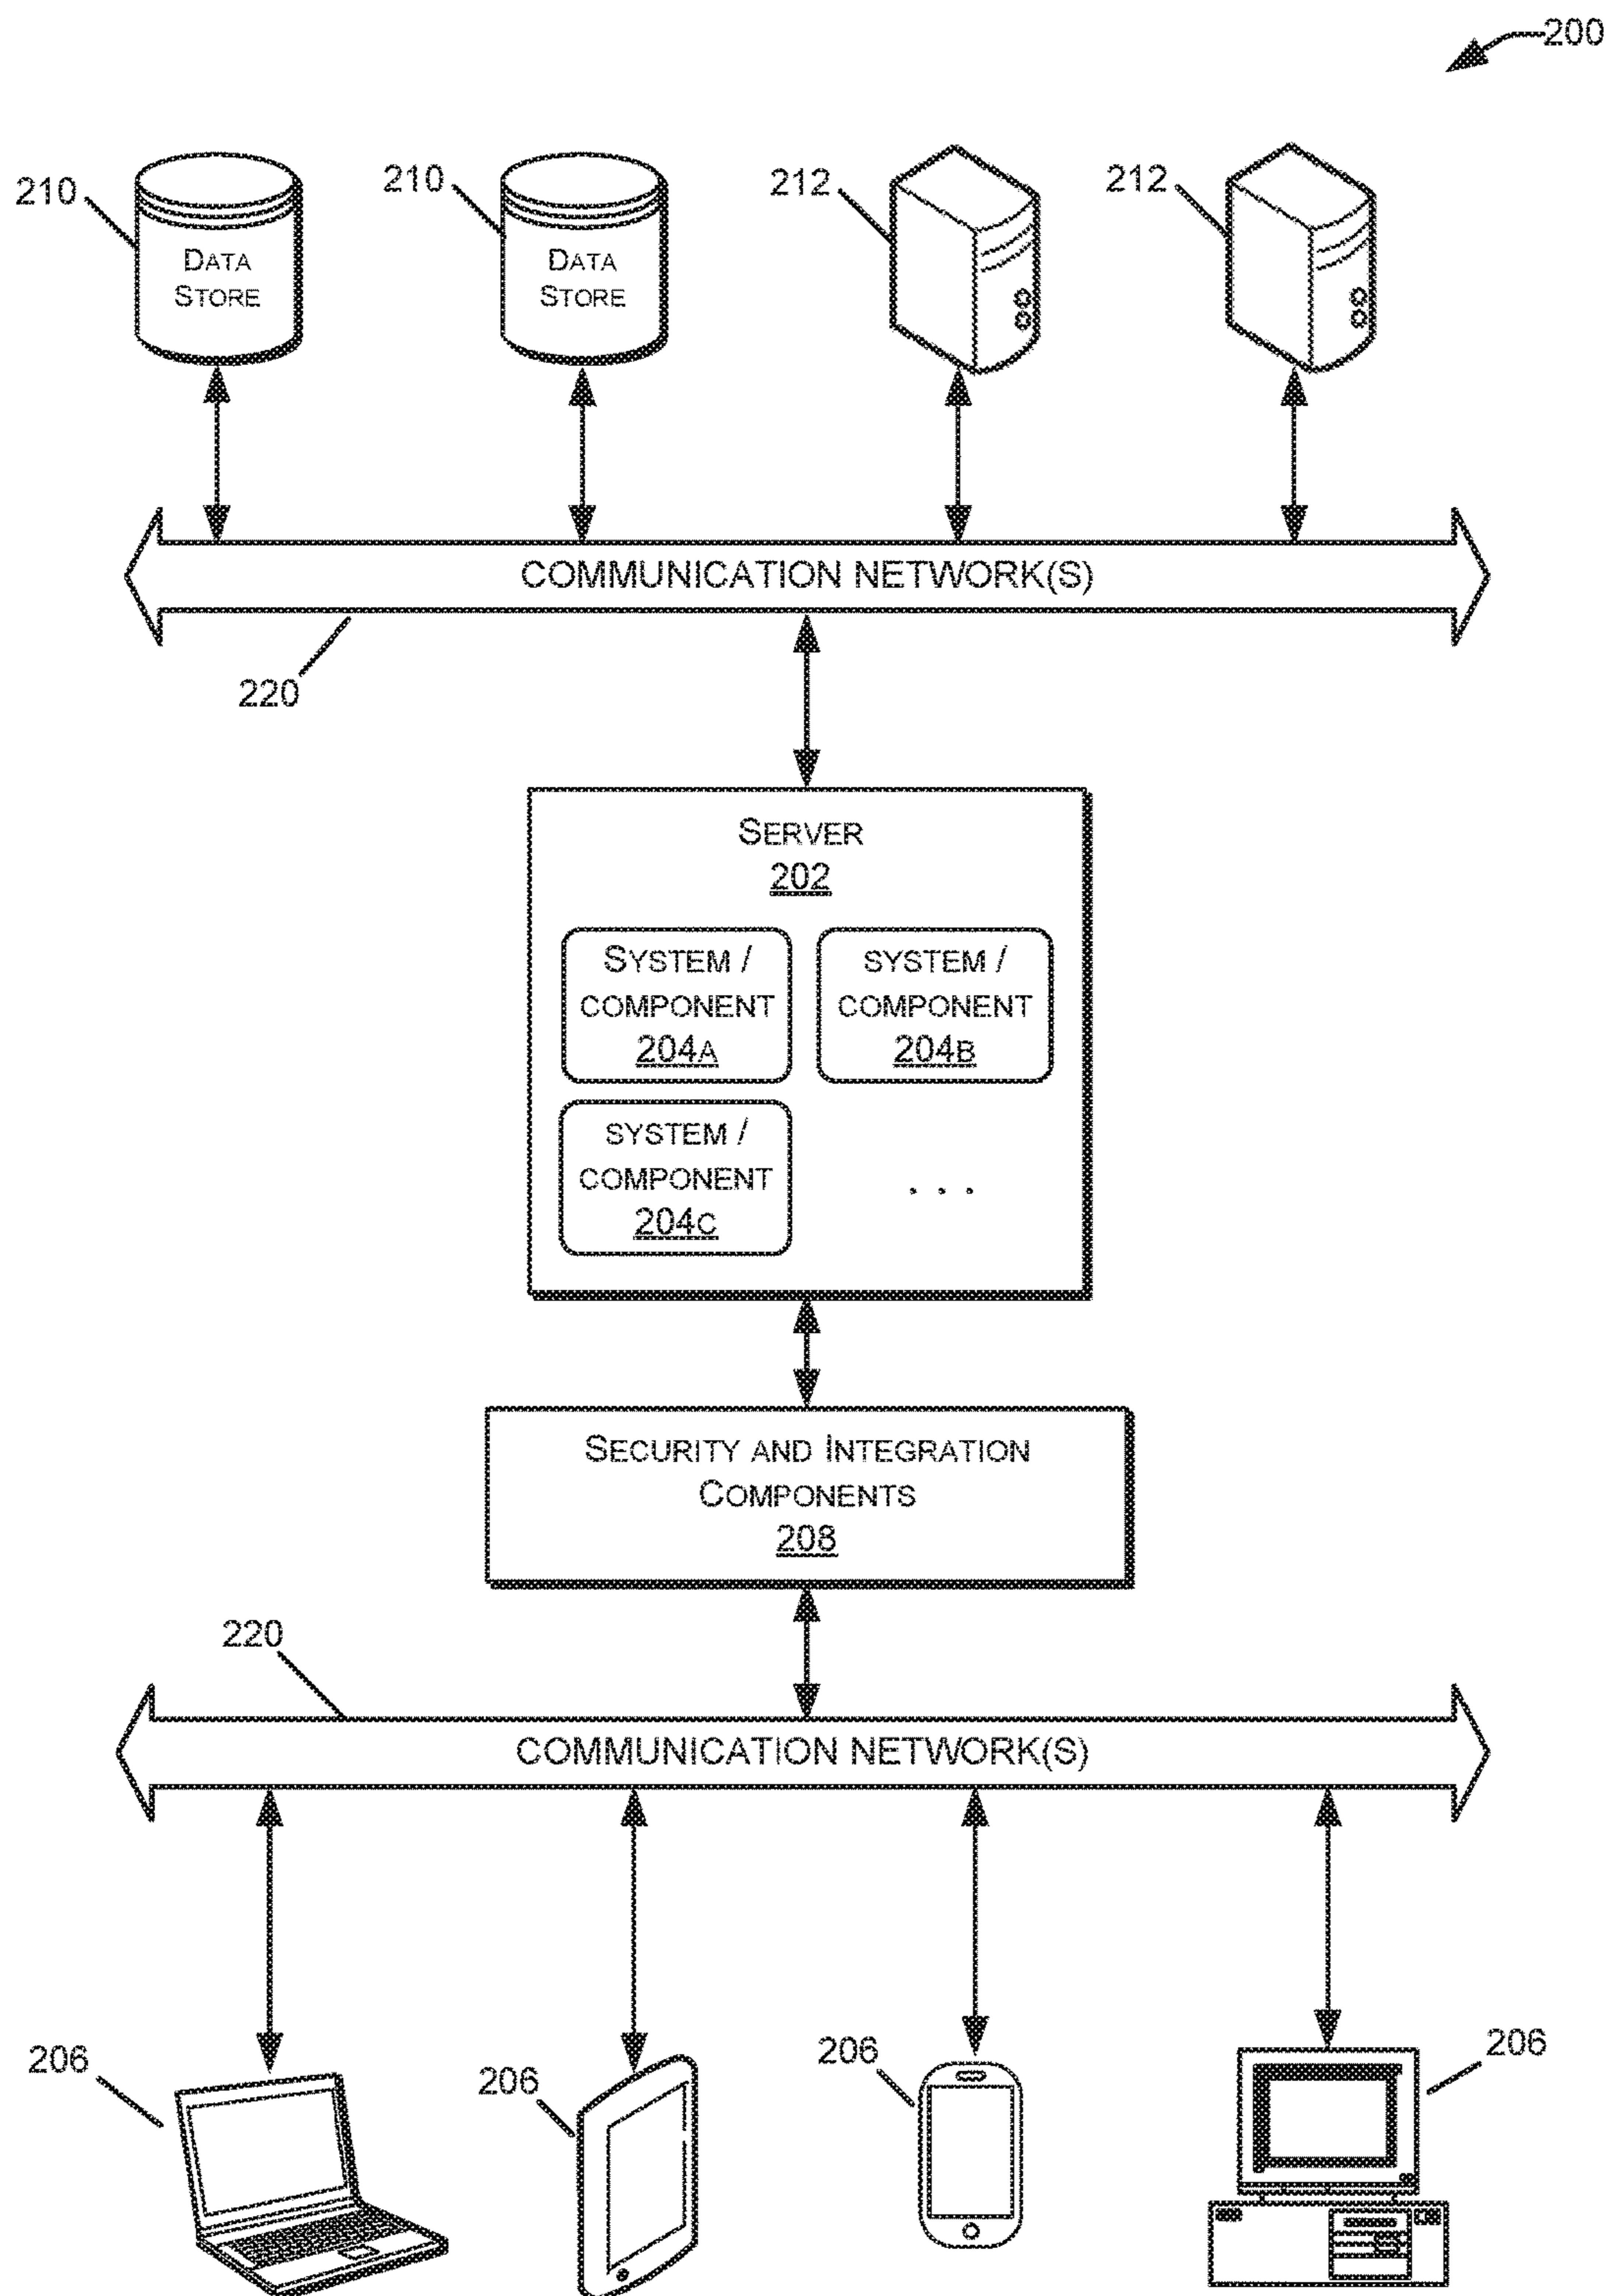 200
210
210
212
212
DATA
STORE
DATA
STORE
COMMUNICATION NETWORK(S)
220
SERVER
202
SYSTEM /
COMPONENT
204A
SYSTEM /
COMPONENT
204B
SYSTEM /
COMPONENT
204C
. . .
SECURITY AND INTEGRATION
COMPONENTS
208
220
COMMUNICATION NETWORK(S)
206
206
206
206